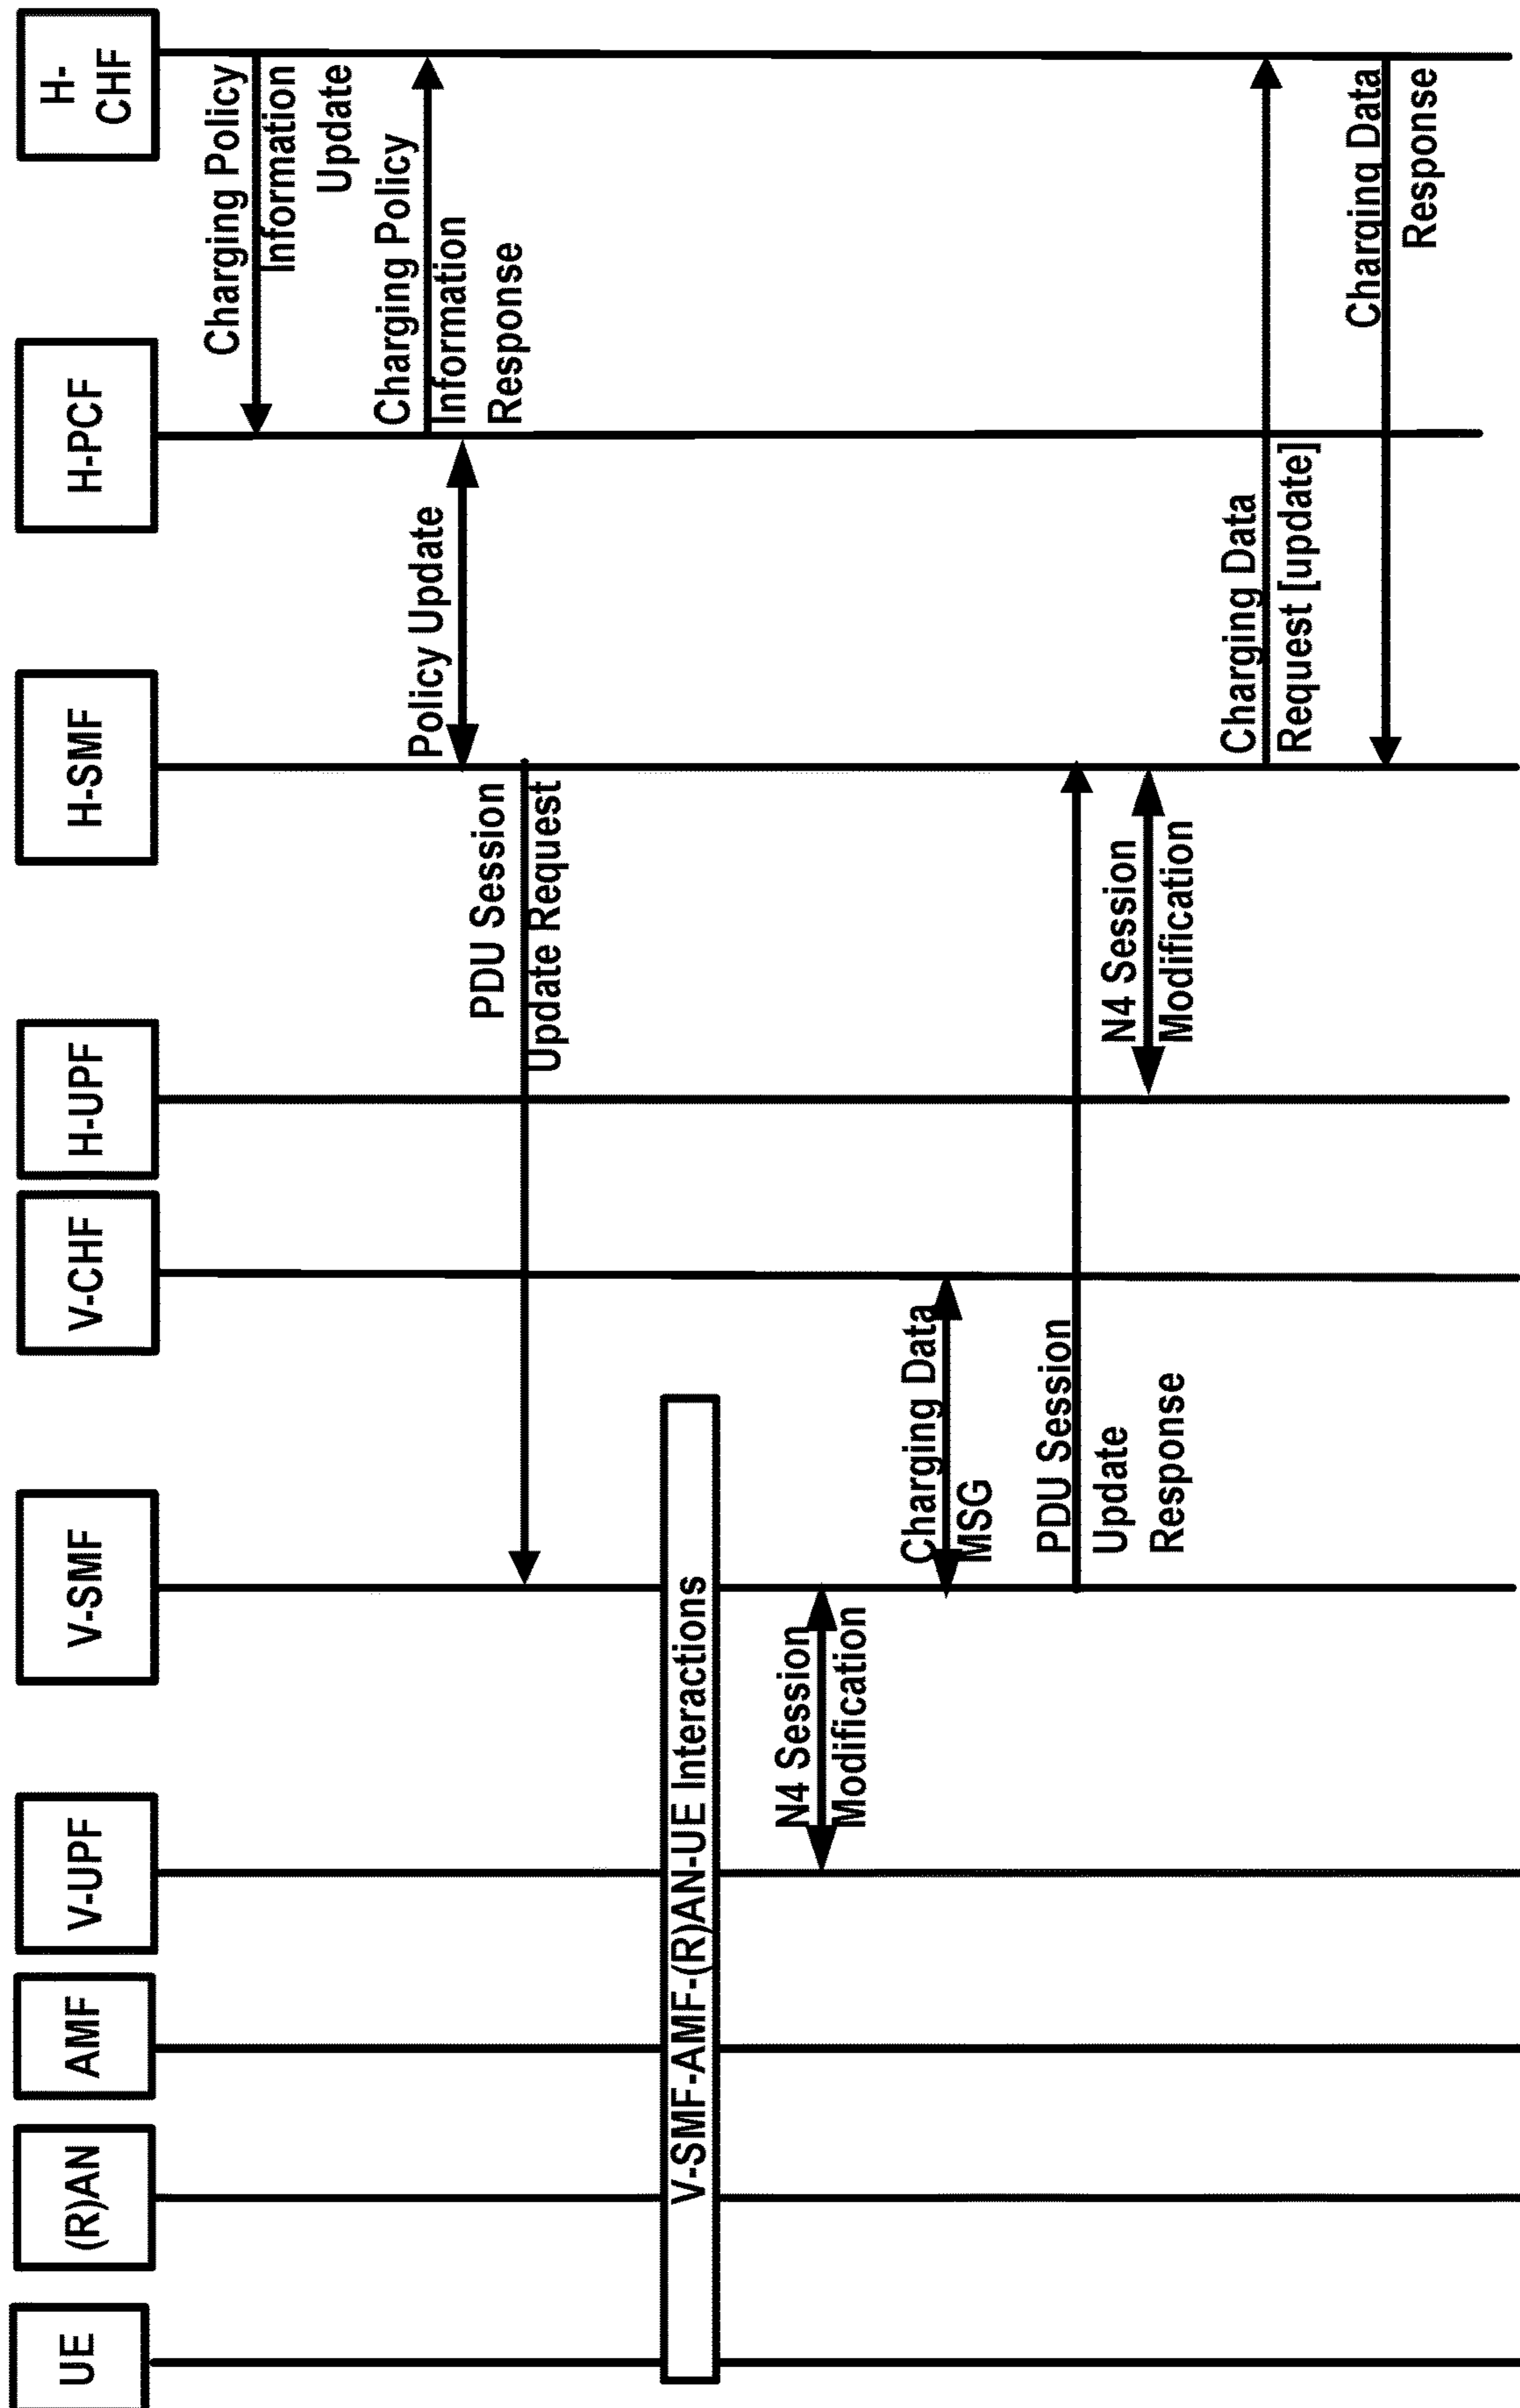 UE
(R)AN
AMF
V-UPF
V-SMF
V-CHF
H-UPF
H-SMF
H-PCF
H-
CHF
Charging Policy
Information
Update
Charging Policy
Information
Response
Policy Update
PDU Session
Update Request
V-SMF-AMF-(R)AN-UE Interactions
N4 Session
Modification
Charging Data
MSG
PDU Session
Update
Response
N4 Session
Modification
Charging Data
Request [update]
Charging Data
Response